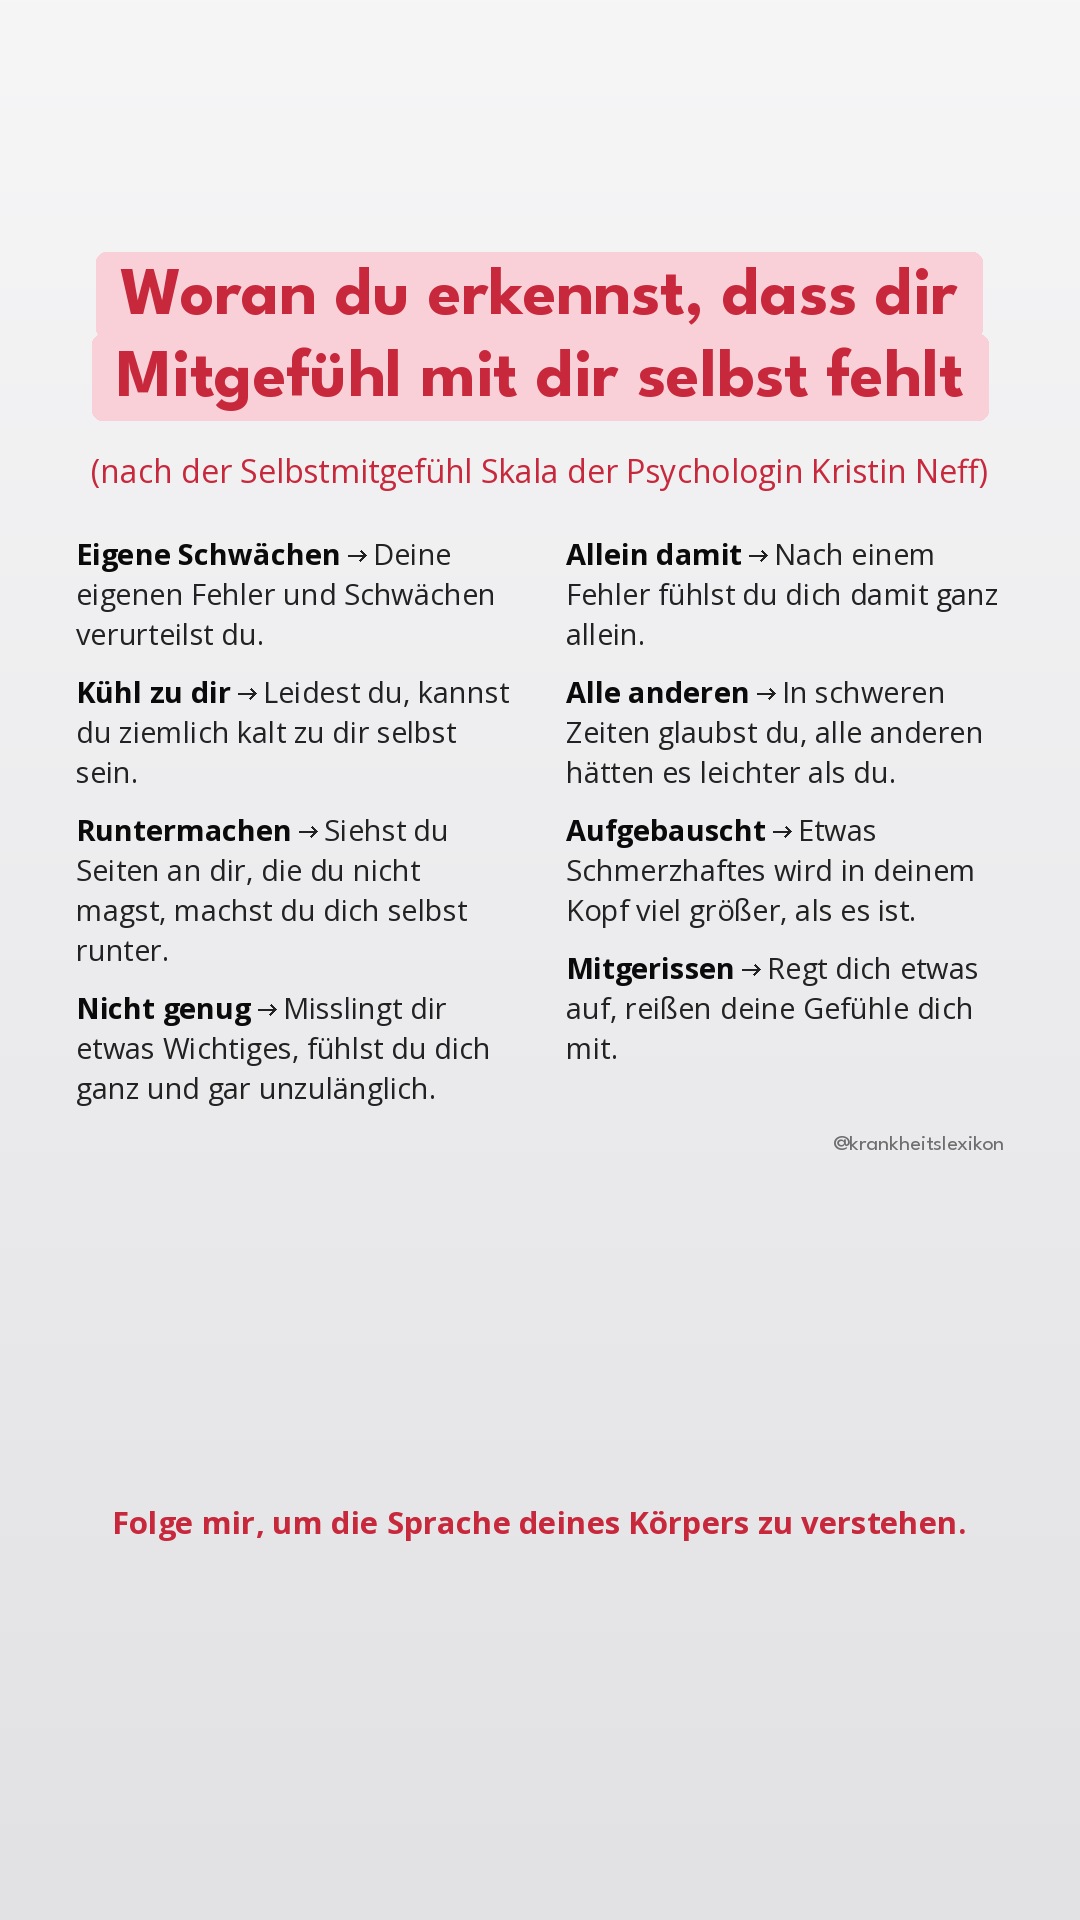 Woran du erkennst, dass dir
Mitgefühl mit dir selbst fehlt
(nach der Selbstmitgefühl Skala der Psychologin Kristin Neff)
Eigene Schwächen → Deine
eigenen Fehler und Schwächen
verurteilst du.
Kühl zu dir → Leidest du, kannst
du ziemlich kalt zu dir selbst
sein.
Runtermachen → Siehst du
Seiten an dir, die du nicht
magst, machst du dich selbst
runter.
Nicht genug → Misslingt dir
etwas Wichtiges, fühlst du dich
ganz und gar unzulänglich.
Allein damit → Nach einem
Fehler fühlst du dich damit ganz
allein.
Alle anderen → In schweren
Zeiten glaubst du, alle anderen
hätten es leichter als du.
Aufgebauscht → Etwas
Schmerzhaftes wird in deinem
Kopf viel größer, als es ist.
Mitgerissen → Regt dich etwas
auf, reißen deine Gefühle dich
mit.
@krankheitslexikon
Folge mir, um die Sprache deines Körpers zu verstehen.